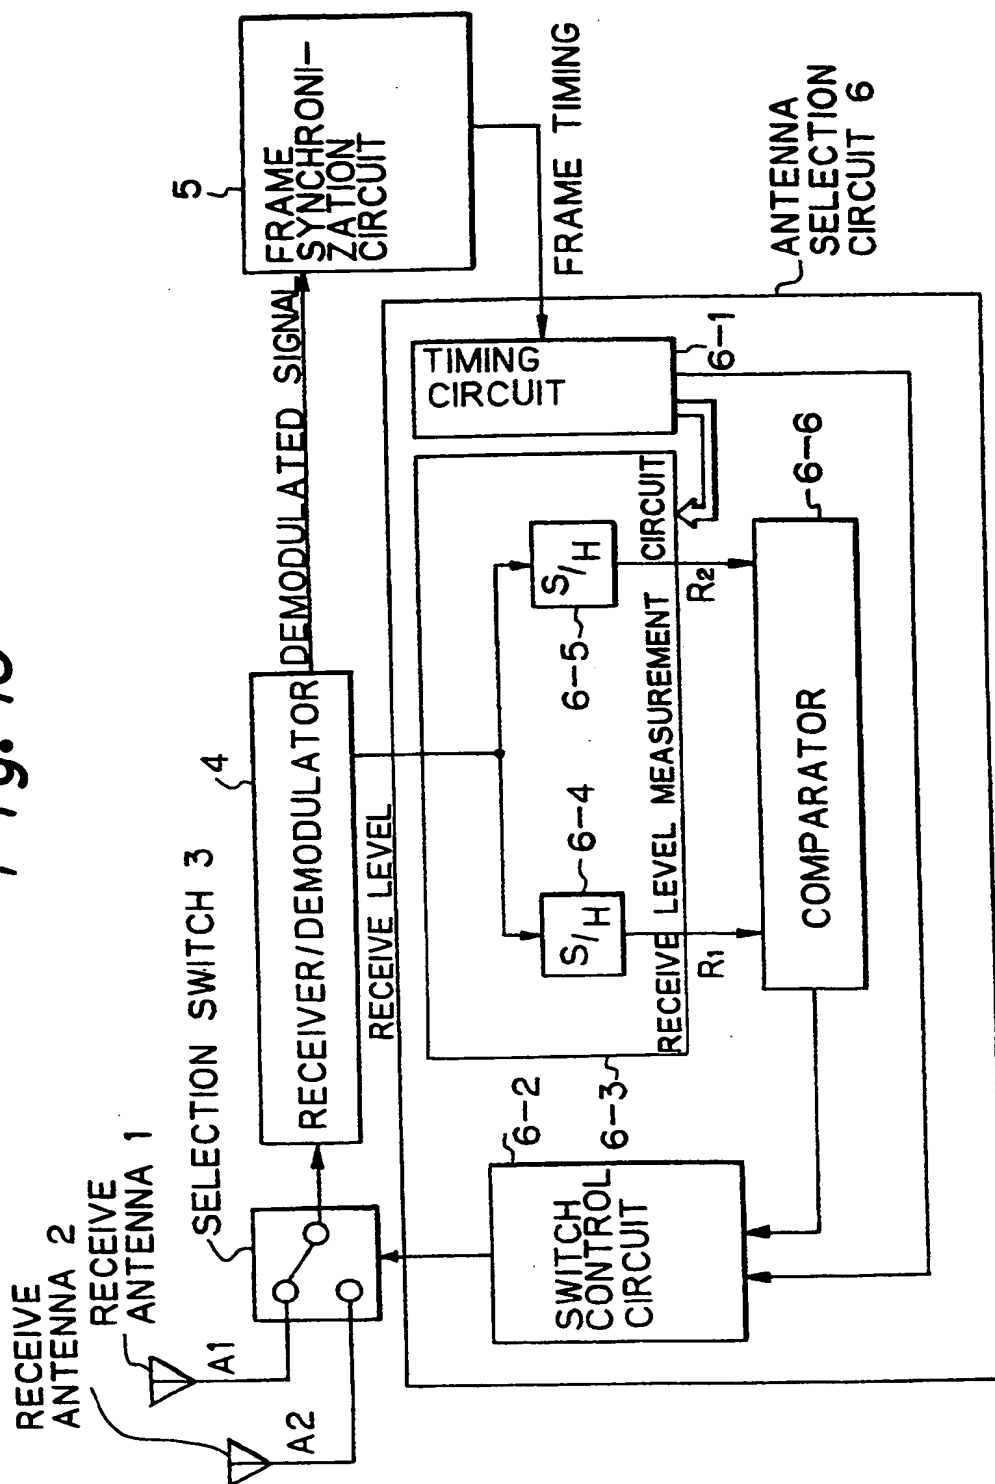 RECEIVE
ANTENNA 2
RECEIVE
ANTENNA 1
A1
A2
SELECTION SWITCH 3
4
RECEIVER/DEMODULATOR
DEMODULATED SIGNAL
5
FRAME
SYNCHRONI-
ZATION
CIRCUIT
FRAME TIMING
RECEIVE LEVEL
TIMING
CIRCUIT
6-1
ANTENNA
SELECTION
CIRCUIT 6
S/H
6-4
S/H
6-5
RECEIVE LEVEL MEASUREMENT CIRCUIT
6-3
R1
R2
6-2
SWITCH
CONTROL
CIRCUIT
COMPARATOR
6-6